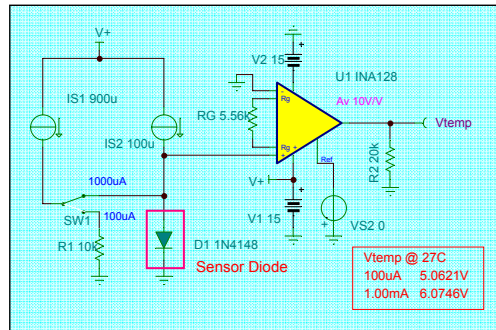 V+
V2 15
+
U1 INA128
IS1 900u
Av 10V/V
Rg
RG 5.56k
IS2 100u
Vtemp
Rg
+
+
Ref
R2 20k
1000uA
V+
+
SW1
100uA
V1 15
VS2 0
+
R1 10k
D1 1N4148
Sensor Diode
Vtemp @ 27C
100uA 5.0621V
1.00mA 6.0746V